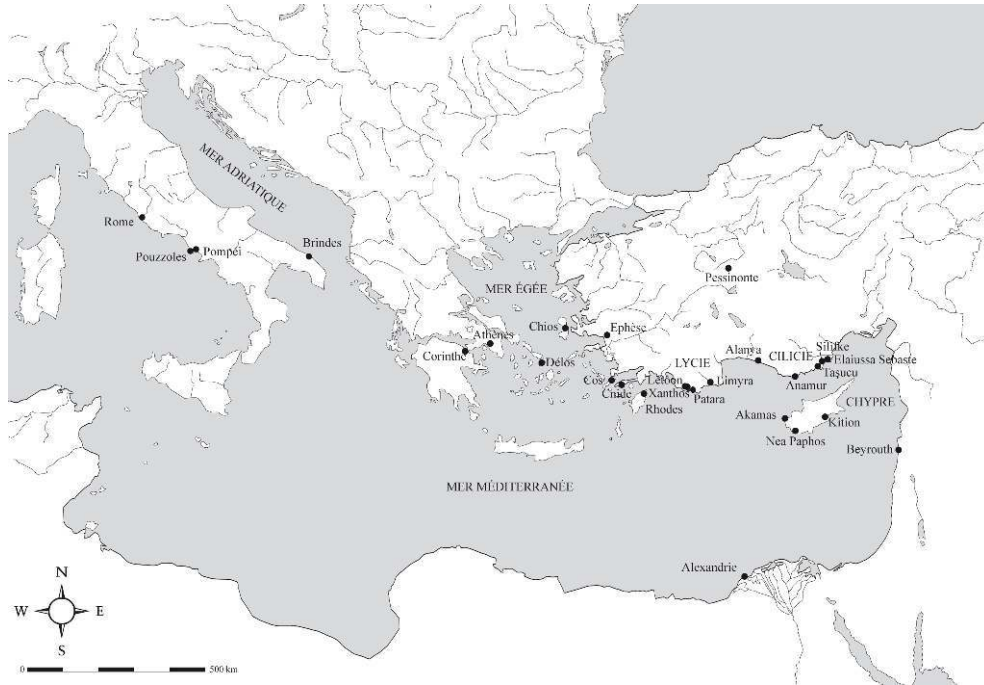 MER ADRIATIQUE
Rome
Pouzzoles
Pompéi
Brindes
Pessinonte
MER ÉGÉE
Chios
Ephèse
Athènes
Corinthe
Délos
Alanya
CILICIE
Silifke
Elaiussa Sebaste
Taşucu
Anamur
LYCIE
Cos
Cnide
Létoon
Xanthos
Limyra
Patara
Rhodes
CHYPRE
Akamas
Kition
Nea Paphos
Beyrouth
MER MÉDITERRANÉE
Alexandrie
N
W E
S
0 500 km